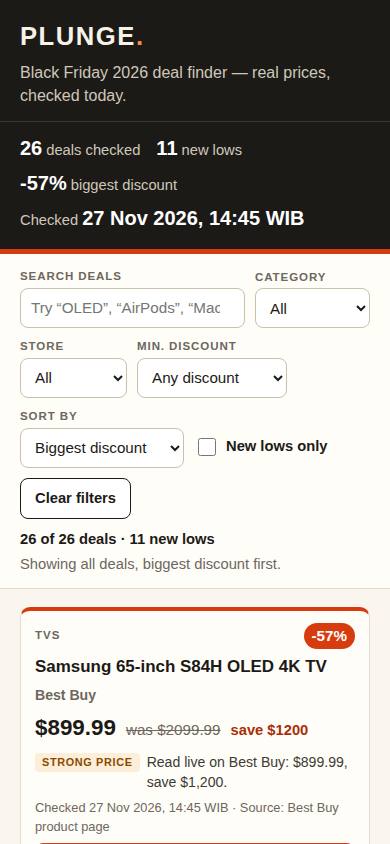 PLUNGE.
Black Friday 2026 deal finder — real prices,
checked today.
26 deals checked 11 new lows
-57% biggest discount
Checked 27 Nov 2026, 14:45 WIB
SEARCH DEALS
CATEGORY
Try “OLED”, “AirPods”, “Mac
All
STORE
MIN. DISCOUNT
All
Any discount
SORT BY
Biggest discount
New lows only
Clear filters
26 of 26 deals · 11 new lows
Showing all deals, biggest discount first.
TVS
-57%
Samsung 65-inch S84H OLED 4K TV
Best Buy
$899.99 was $2099.99 save $1200
STRONG PRICE Read live on Best Buy: $899.99,
save $1,200.
Checked 27 Nov 2026, 14:45 WIB · Source: Best Buy
product page